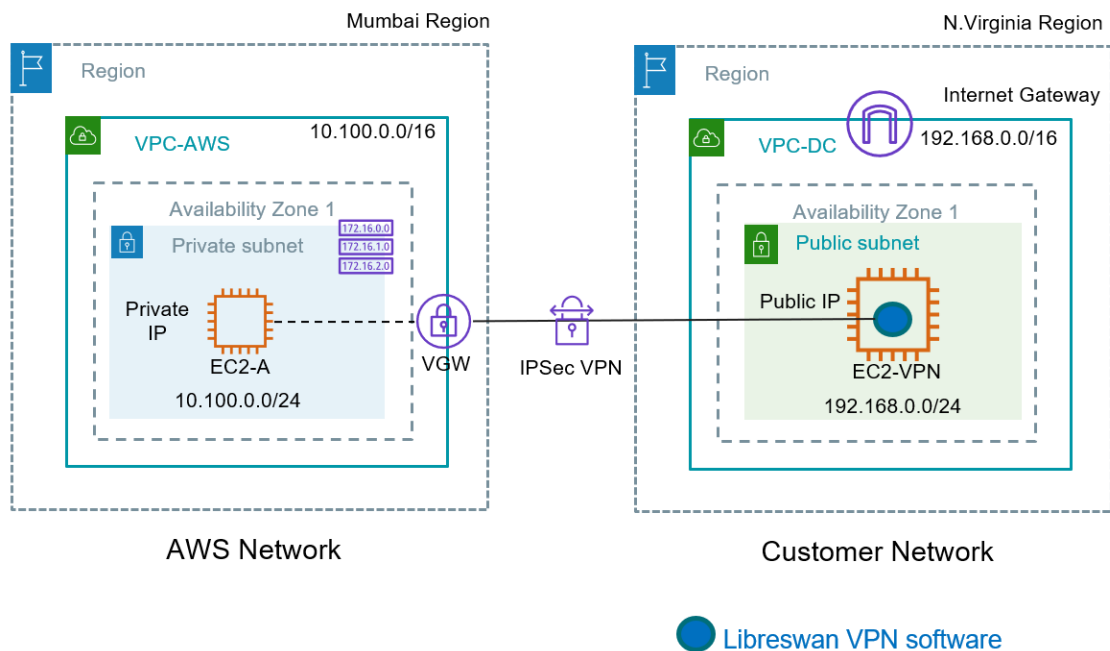 Mumbai Region
N.Virginia Region
Region
Region
Internet Gateway
VPC-AWS
10.100.0.0/16
VPC-DC
192.168.0.0/16
Availability Zone 1
Availability Zone 1
Private subnet
172.16.0.0
172.16.1.0
172.16.2.0
Public subnet
Private
IP
Public IP
EC2-A
VGW
IPSec VPN
EC2-VPN
10.100.0.0/24
192.168.0.0/24
AWS Network
Customer Network
Libreswan VPN software